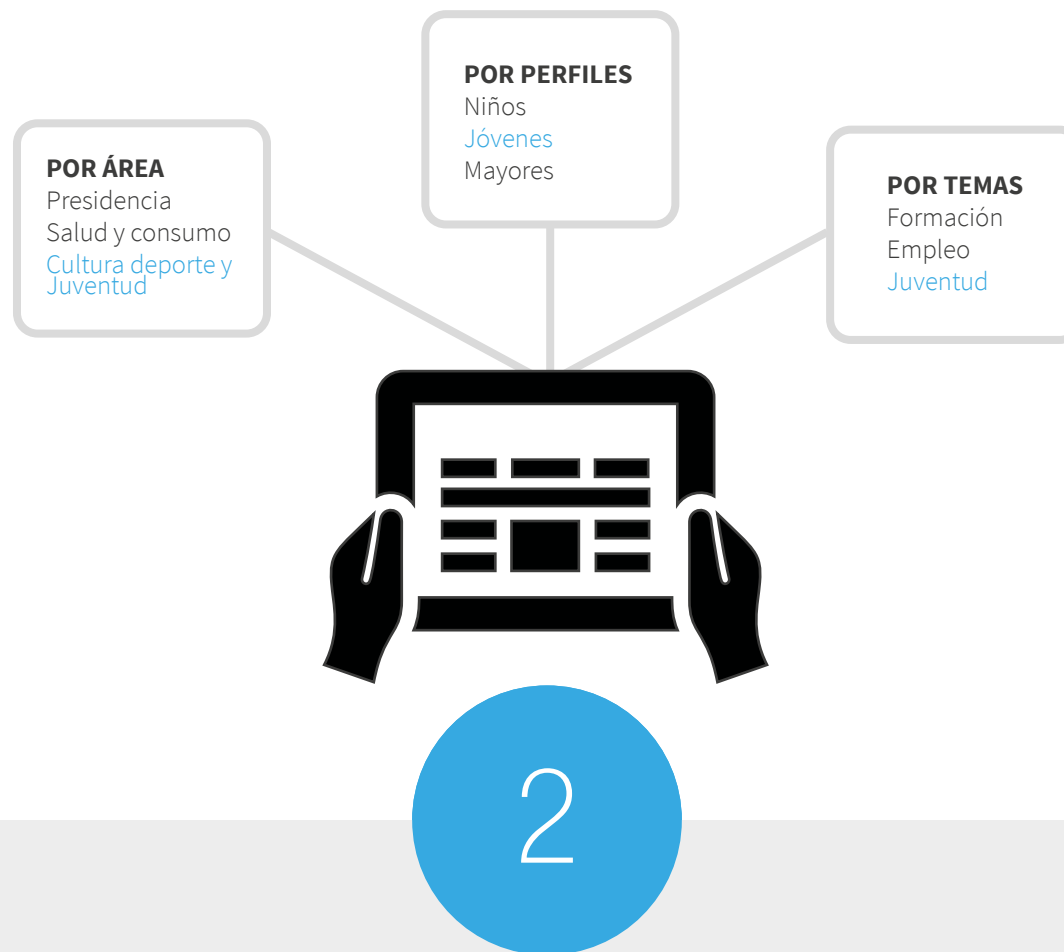 POR PERFILES
Niños
Jóvenes
Mayores
POR ÁREA
Presidencia
Salud y consumo
Cultura deporte y
Juventud
POR TEMAS
Formación
Empleo
Juventud
2